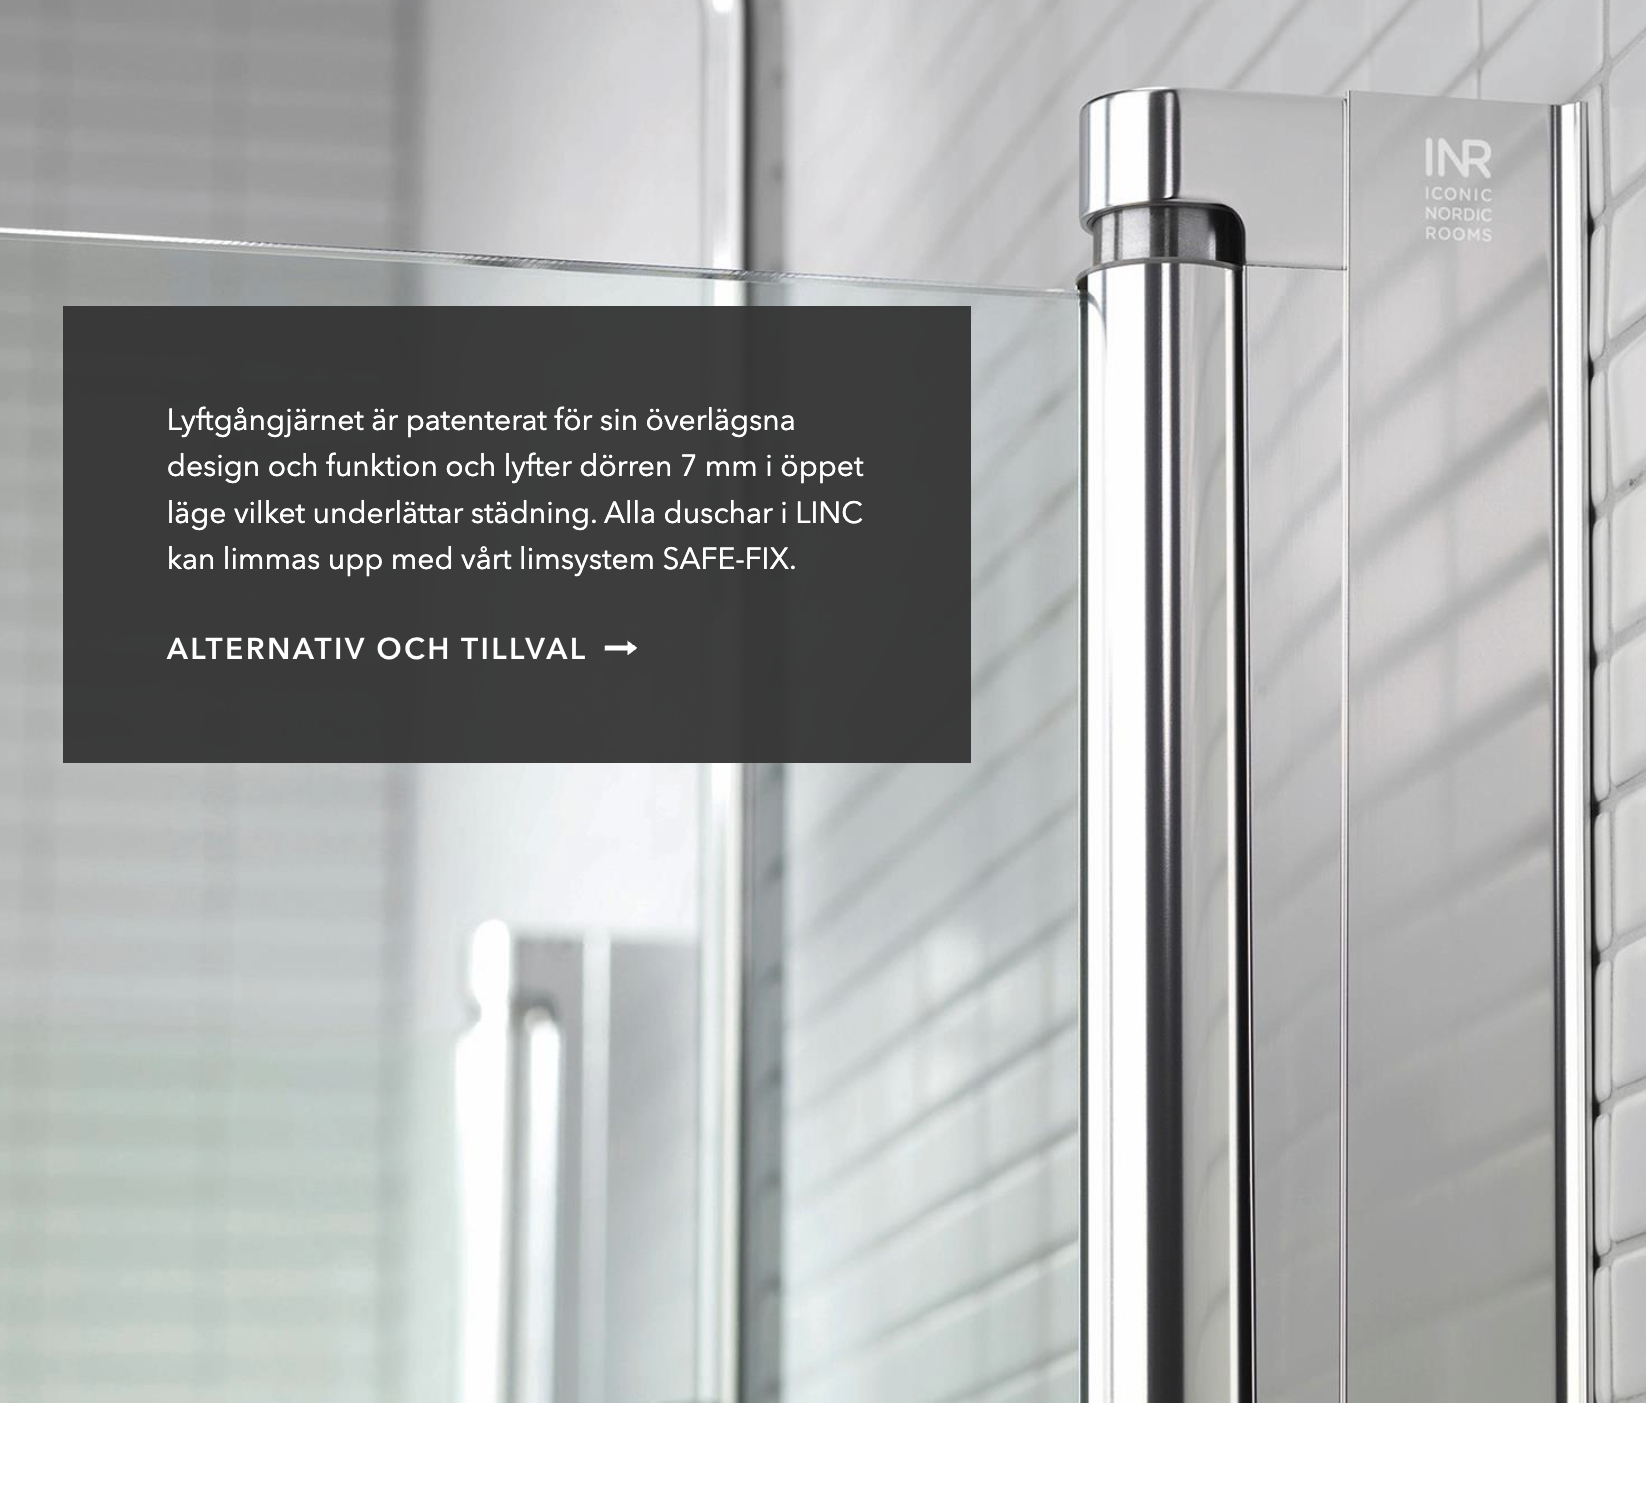 INR
ICONIC
NORDIC
ROOMS
Lyftgångjärnet är patenterat för sin överlägsna
design och funktion och lyfter dörren 7 mm i öppet
läge vilket underlättar städning. Alla duschar i LINC
kan limmas upp med vårt limsystem SAFE-FIX.
ALTERNATIV OCH TILLVAL →